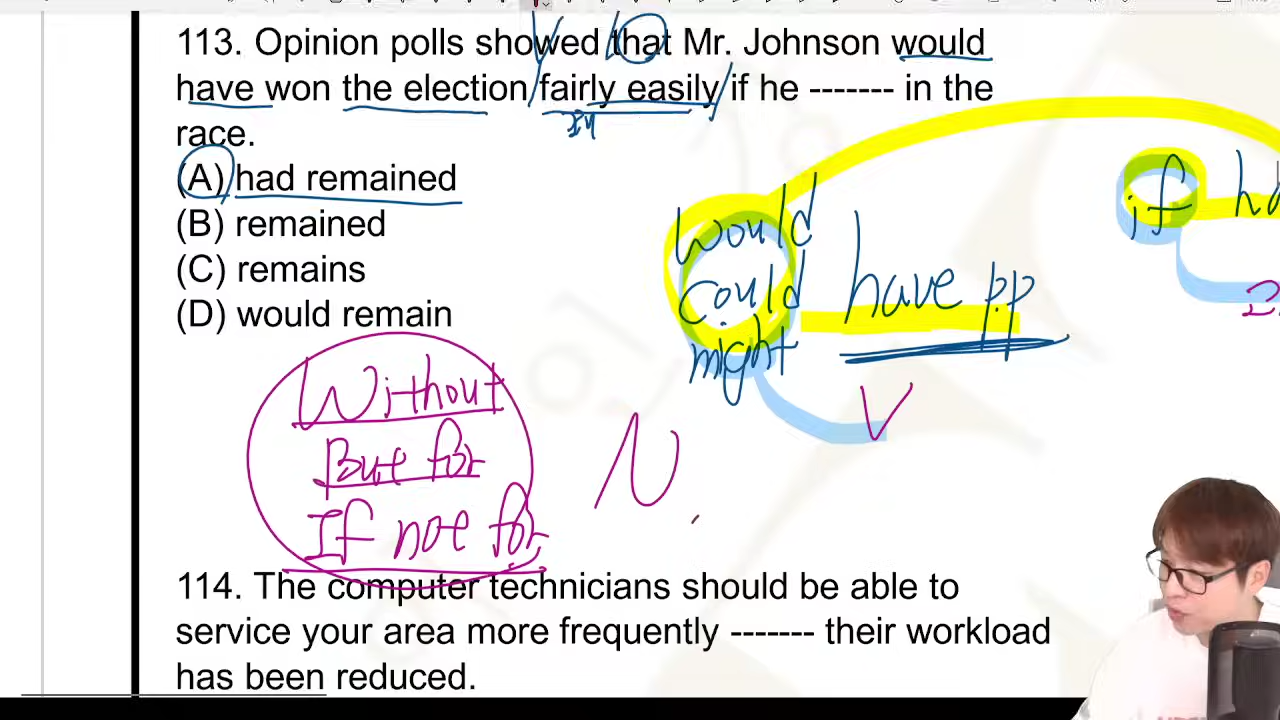 113. Opinion polls showed that Mr. Johnson would
have won the election fairly easily if he ------- in the
race.
(A) had remained
(B) remained
(C) remains
(D) would remain
would
could
might
have pp
if ha
V
Without
But for
If not for
N
114. The computer technicians should be able to
service your area more frequently ------- their workload
has been reduced.